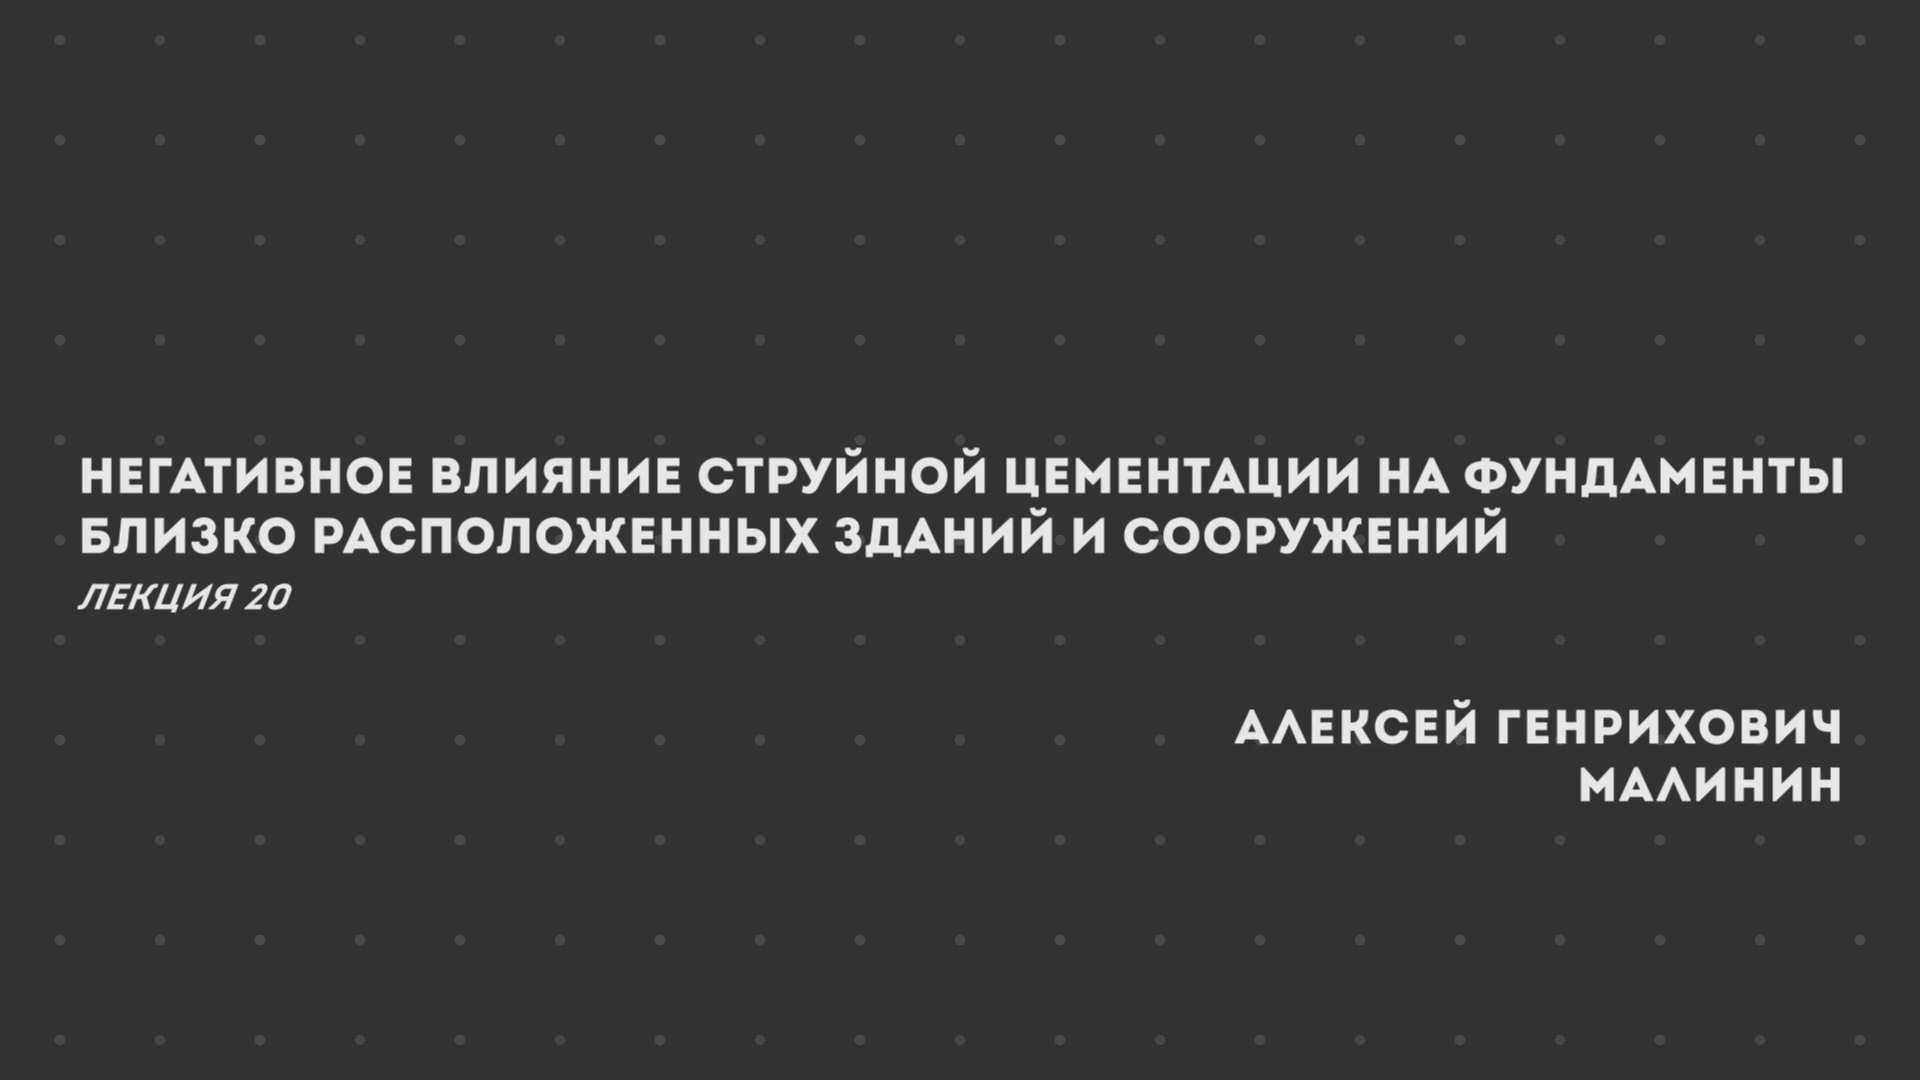 НЕГАТИВНОЕ ВЛИЯНИЕ СТРУЙНОЙ ЦЕМЕНТАЦИИ НА ФУНДАМЕНТЫ
БЛИЗКО РАСПОЛОЖЕННЫХ ЗДАНИЙ И СООРУЖЕНИЙ
ЛЕКЦИЯ 20
АЛЕКСЕЙ ГЕНРИХОВИЧ
МАЛИНИН